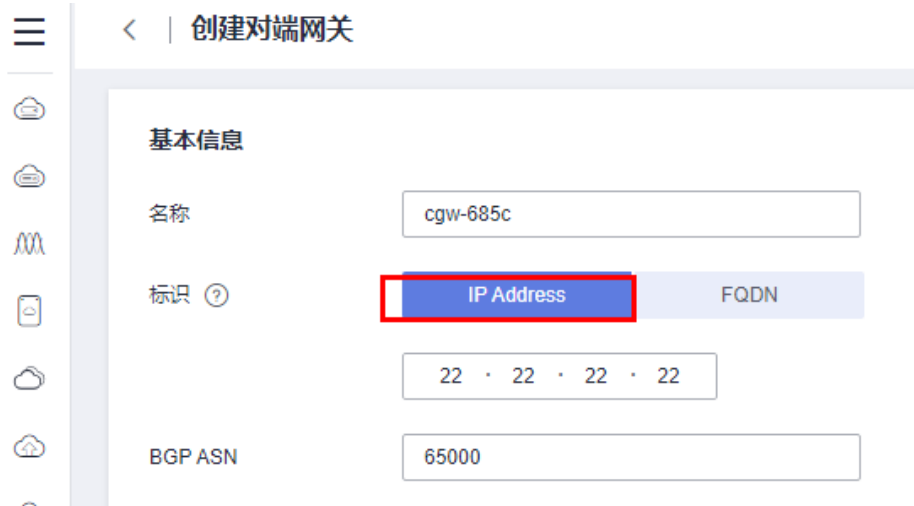 创建对端网关
基本信息
名称 cgw-685c
标识 IP Address FQDN
22 · 22 · 22 · 22
BGP ASN 65000